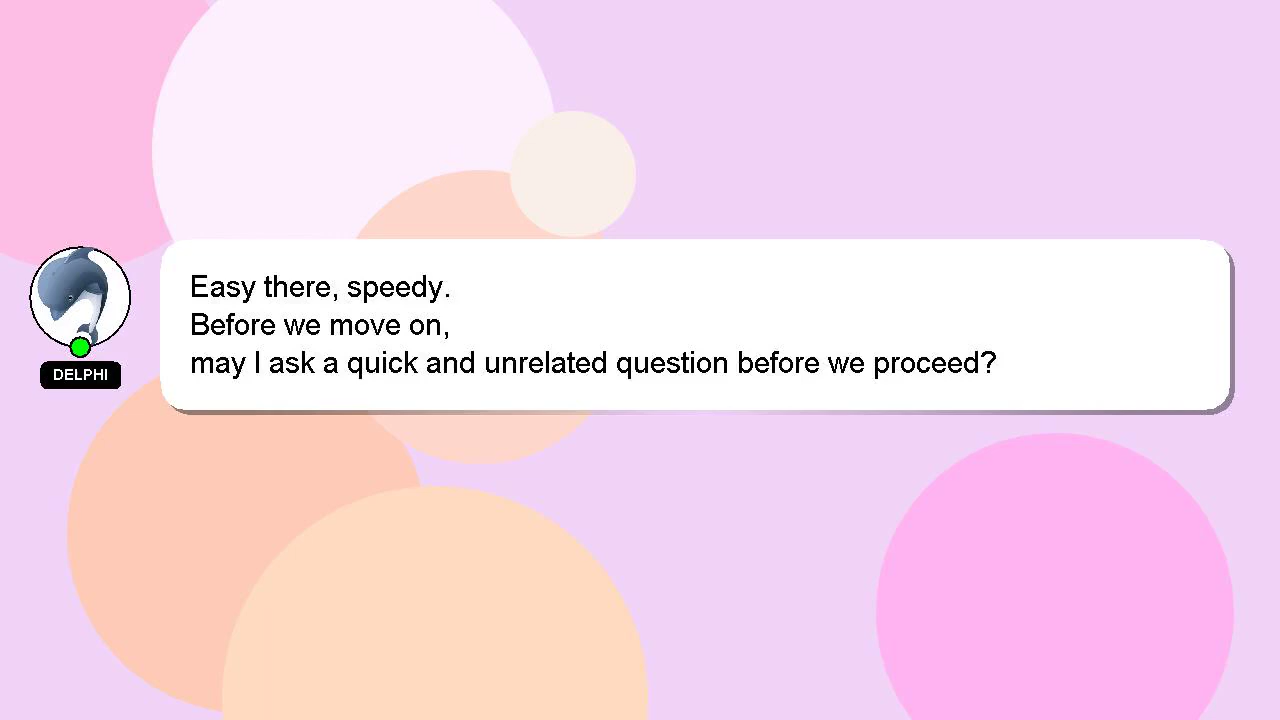 Easy there, speedy.
Before we move on,
may I ask a quick and unrelated question before we proceed?
DELPHI